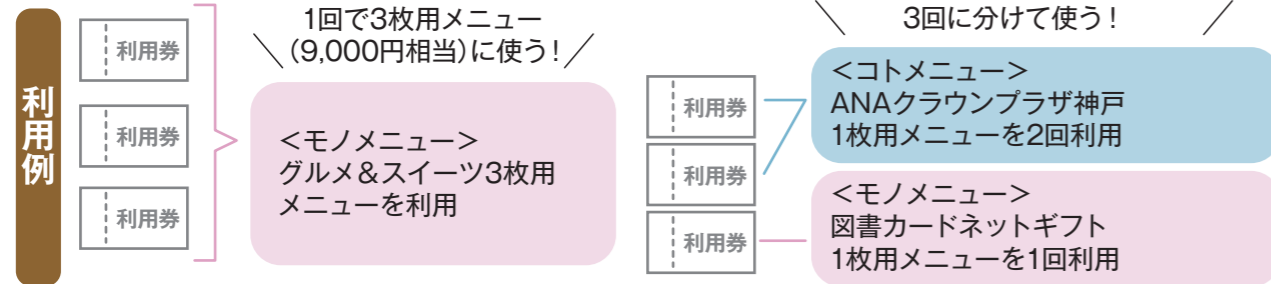 利用例
利用券
利用券
利用券
1回で3枚用メニュー
(9,000円相当)に使う！
<モノメニュー>
グルメ&スイーツ3枚用
メニューを利用
3回に分けて使う！
利用券
利用券
利用券
<コトメニュー>
ANAクラウンプラザ神戸
1枚用メニューを2回利用
<モノメニュー>
図書カードネットギフト
1枚用メニューを1回利用